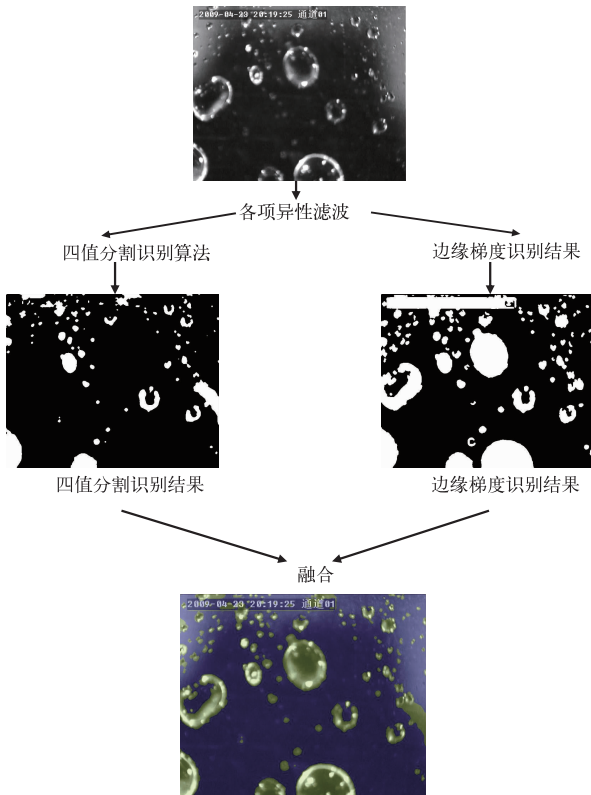 2009-04-23 20:19:25 通道01
各项异性滤波
四值分割识别算法
边缘梯度识别结果
四值分割识别结果
边缘梯度识别结果
融合
2009-04-23 20:19:25 通道01